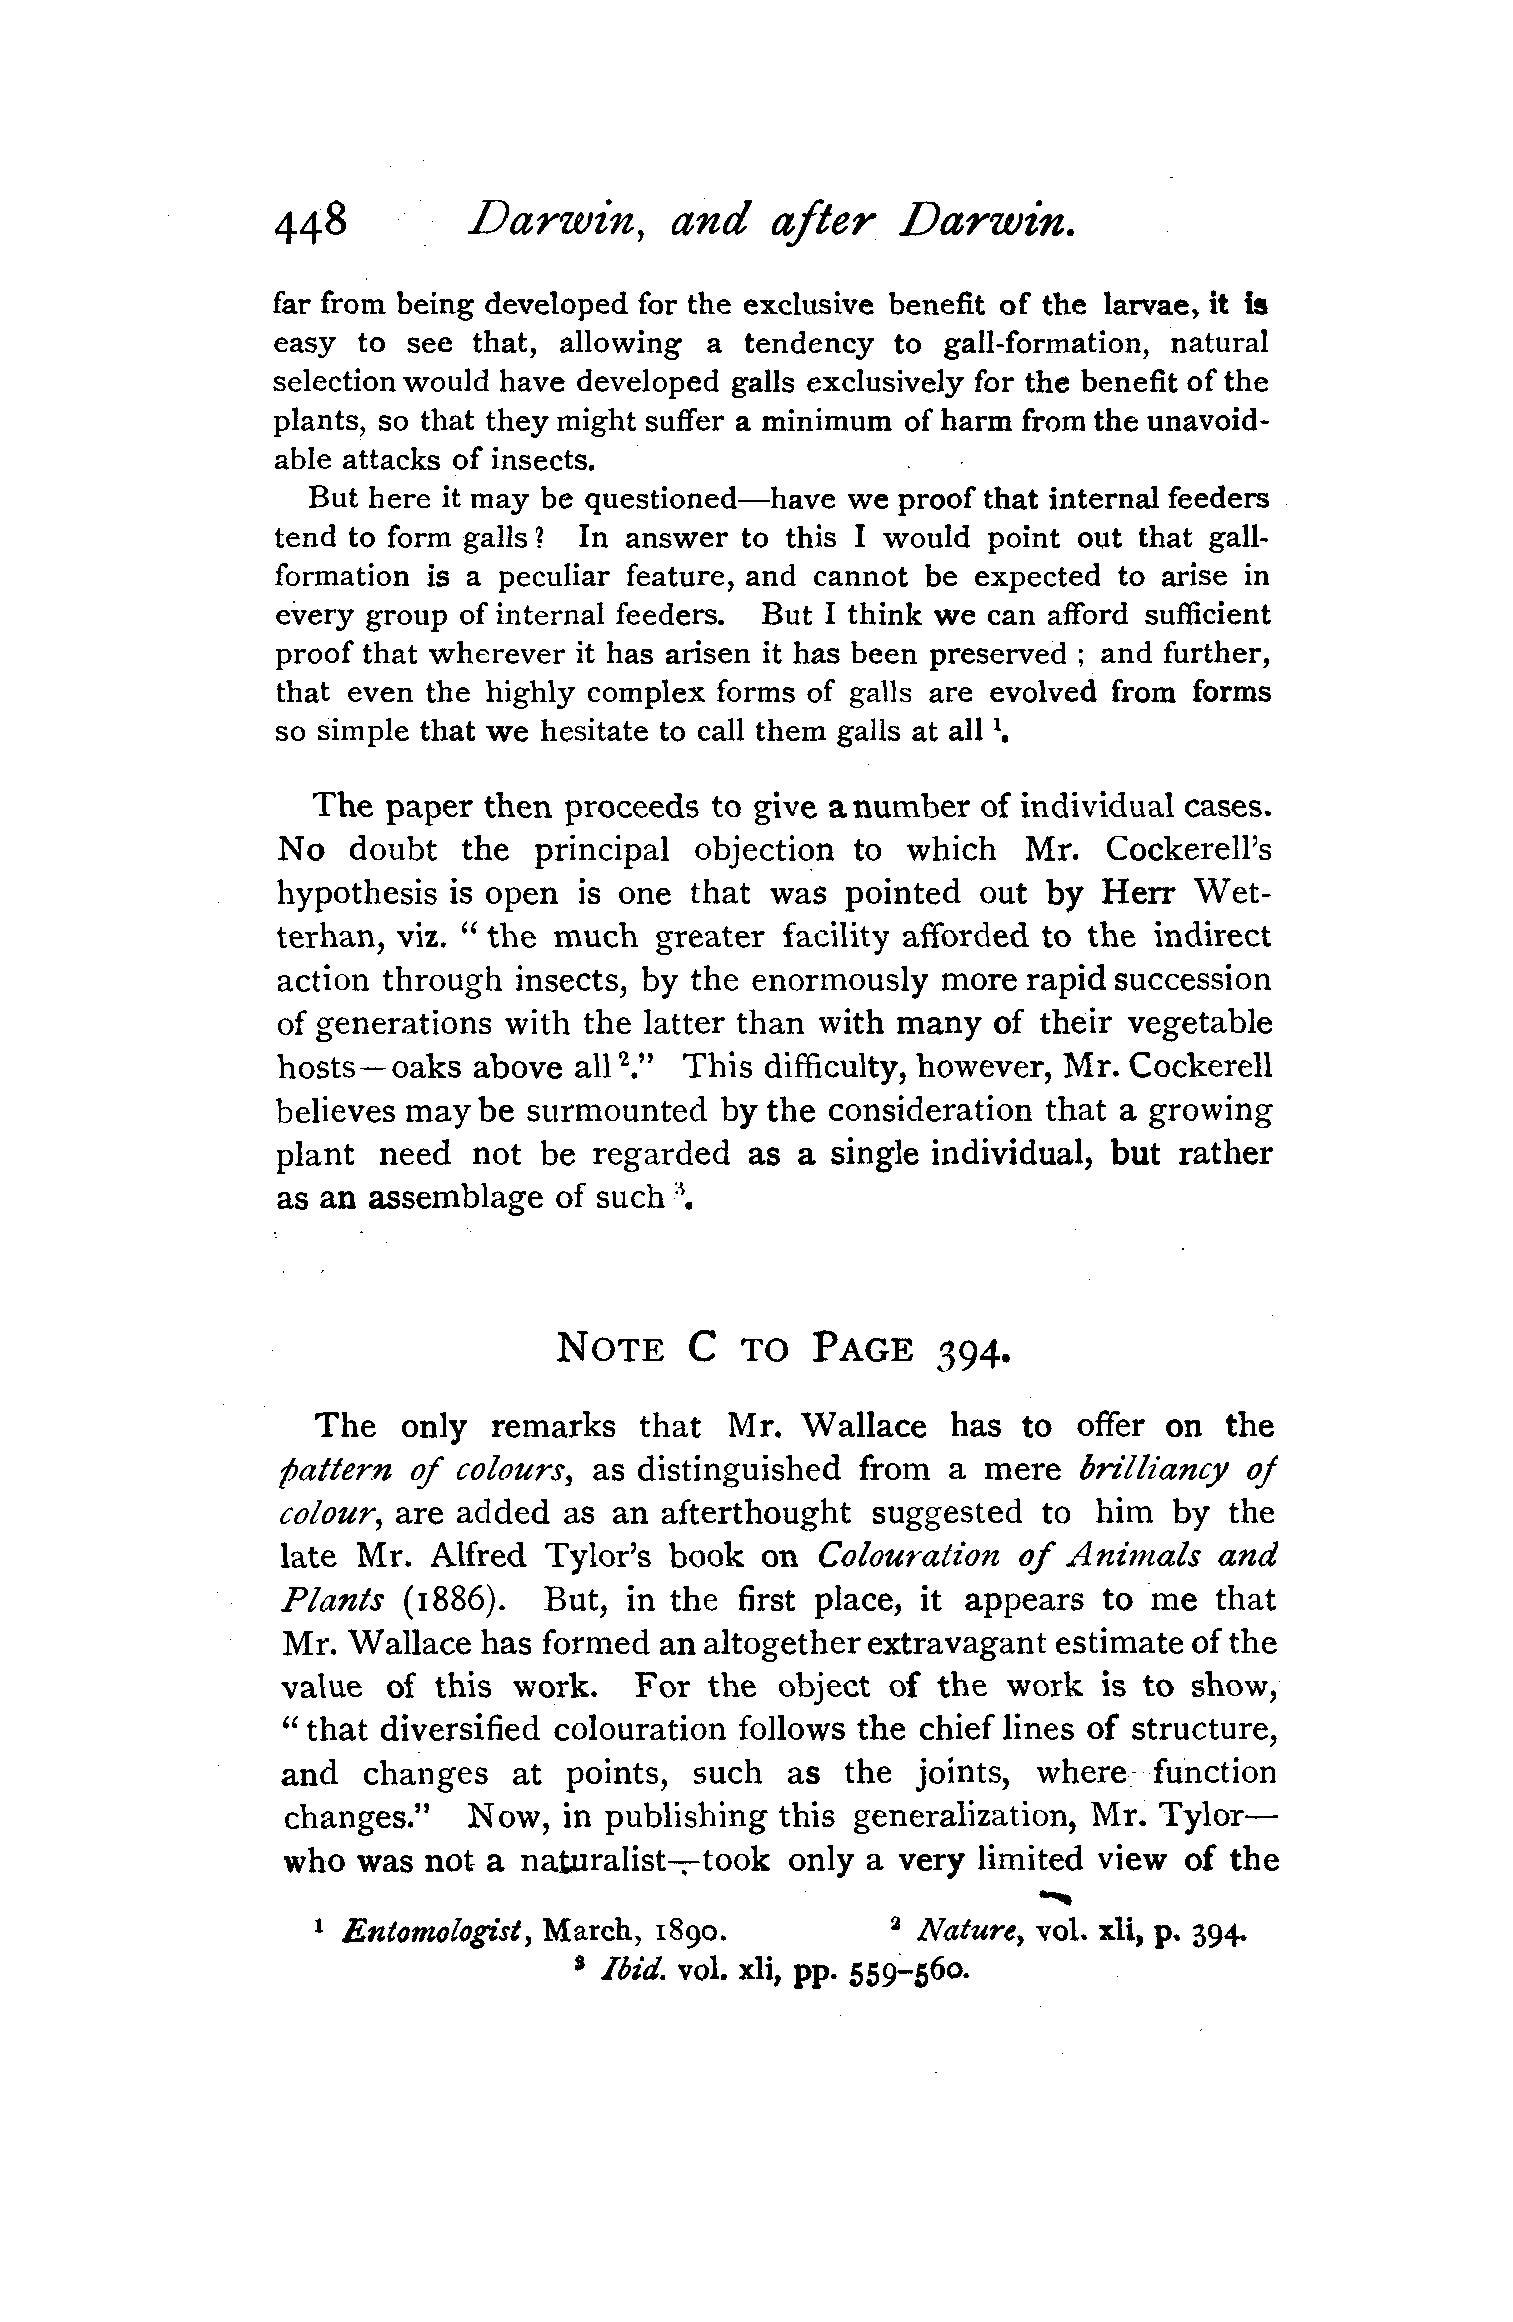 448 Darwin, and after Darwin.
far from being developed for the exclusive benefit of the larvae, it is
easy to see that, allowing a tendency to gall-formation, natural
selection would have developed galls exclusively for the benefit of the
plants, so that they might suffer a minimum of harm from the unavoid-
able attacks of insects.
But here it may be questioned—have we proof that internal feeders
tend to form galls? In answer to this I would point out that gall-
formation is a peculiar feature, and cannot be expected to arise in
every group of internal feeders. But I think we can afford sufficient
proof that wherever it has arisen it has been preserved ; and further,
that even the highly complex forms of galls are evolved from forms
so simple that we hesitate to call them galls at all ¹.
The paper then proceeds to give a number of individual cases.
No doubt the principal objection to which Mr. Cockerell's
hypothesis is open is one that was pointed out by Herr Wet-
terhan, viz. "the much greater facility afforded to the indirect
action through insects, by the enormously more rapid succession
of generations with the latter than with many of their vegetable
hosts—oaks above all ²." This difficulty, however, Mr. Cockerell
believes may be surmounted by the consideration that a growing
plant need not be regarded as a single individual, but rather
as an assemblage of such ³.
NOTE C TO PAGE 394.
The only remarks that Mr. Wallace has to offer on the
pattern of colours, as distinguished from a mere brilliancy of
colour, are added as an afterthought suggested to him by the
late Mr. Alfred Tylor's book on Colouration of Animals and
Plants (1886). But, in the first place, it appears to me that
Mr. Wallace has formed an altogether extravagant estimate of the
value of this work. For the object of the work is to show,
"that diversified colouration follows the chief lines of structure,
and changes at points, such as the joints, where function
changes." Now, in publishing this generalization, Mr. Tylor—
who was not a naturalist—took only a very limited view of the
¹ Entomologist, March, 1890. ² Nature, vol. xli, p. 394.
³ Ibid. vol. xli, pp. 559-560.